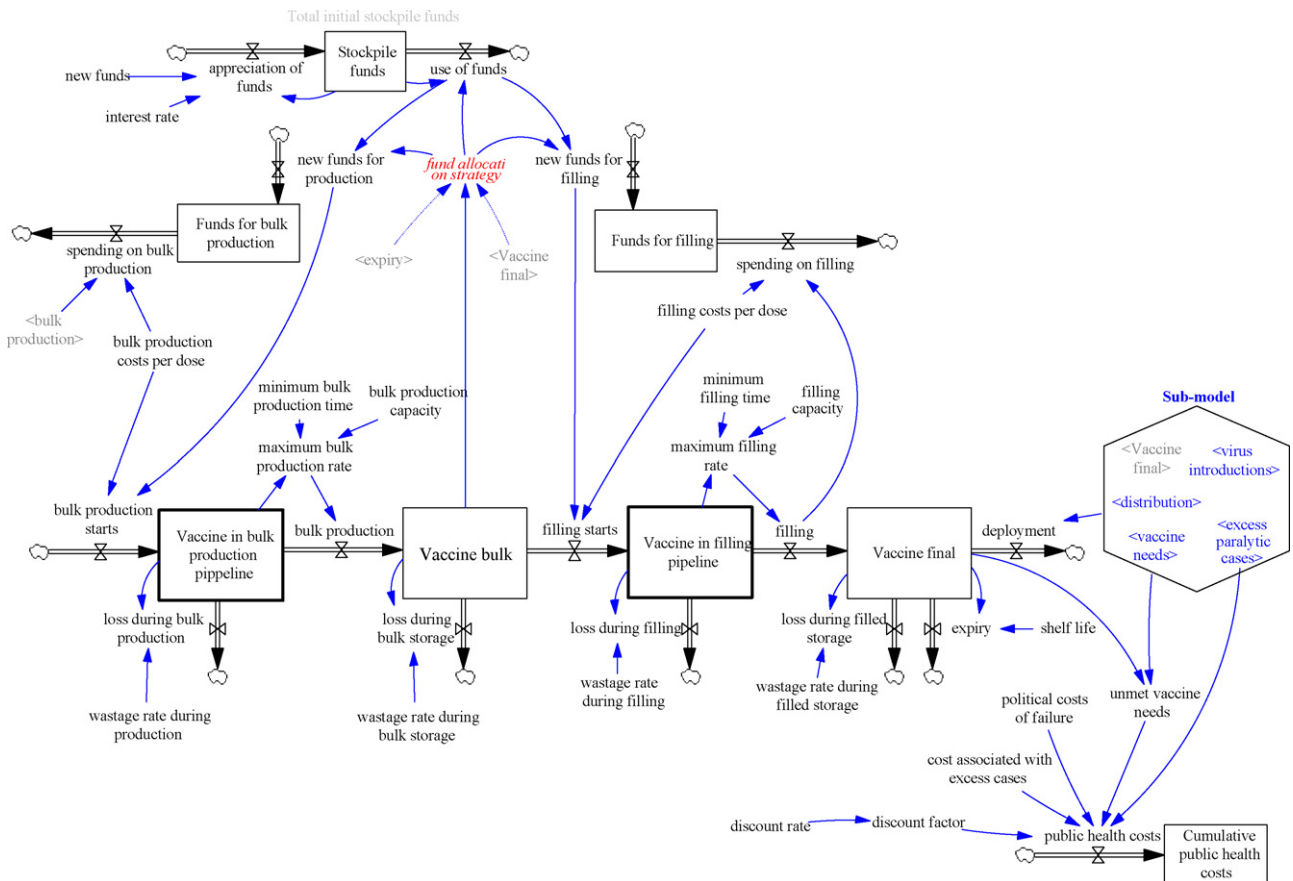 Total initial stockpile funds
Stockpile
funds
appreciation of
funds
use of funds
new funds
interest rate
new funds for
production
fund allocati
on strategy
new funds for
filling
Funds for bulk
production
Funds for filling
spending on bulk
production
<expiry>
<Vaccine
final>
spending on filling
<bulk
production>
bulk production
costs per dose
filling costs per dose
minimum bulk
production time
bulk production
capacity
minimum
filling time
filling
capacity
maximum bulk
production rate
maximum filling
rate
Sub-model
<Vaccine
final>
<virus
introductions>
<distribution>
<vaccine
needs>
<excess
paralytic
cases>
bulk production
starts
Vaccine in bulk
production
pippeline
bulk production
Vaccine bulk
filling starts
Vaccine in filling
pipeline
filling
Vaccine final
deployment
loss during bulk
production
loss during
bulk storage
loss during filling
loss during filled
storage
expiry
shelf life
wastage rate during
production
wastage rate during
bulk storage
wastage rate
during filling
wastage rate during
filled storage
political costs
of failure
unmet vaccine
needs
cost associated with
excess cases
discount rate
discount factor
public health costs
Cumulative
public health
costs